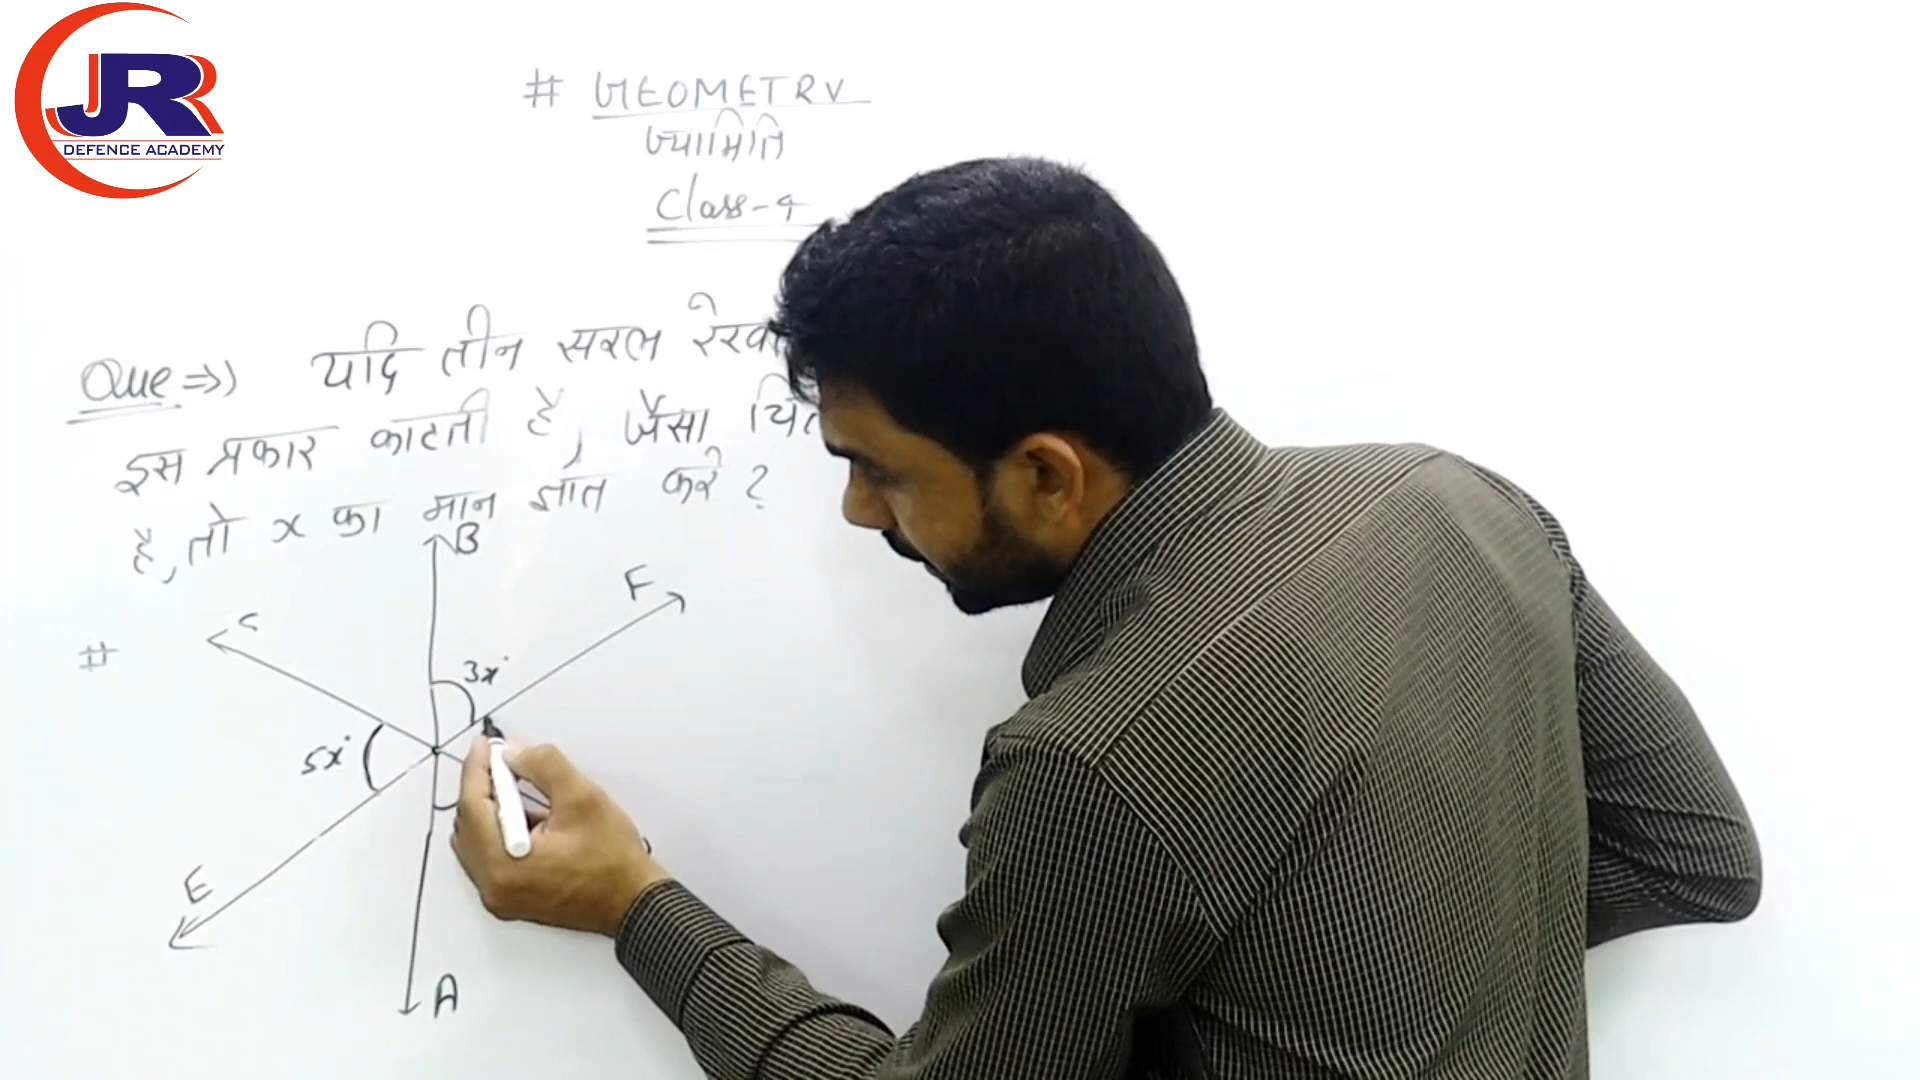 JR
DEFENCE ACADEMY
# GEOMETRY
ज्यामिति
Class-4
Que ⇒ यदि तीन सरल
इस प्रकार काटती है, जैसा
है, तो x का मान ज्ञात करे ?
B
F
C
#
3x°
5x°
E
A